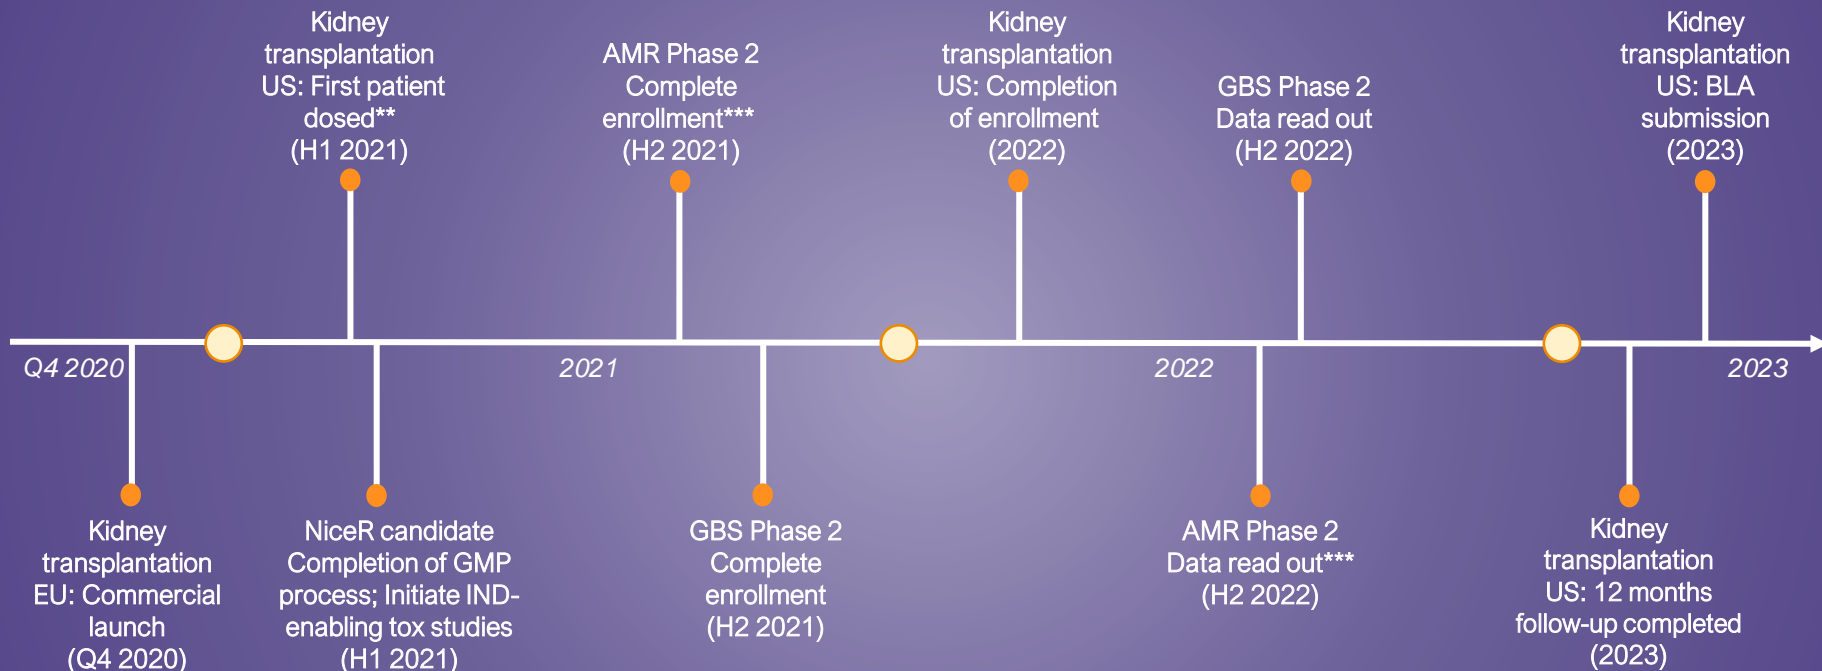 Kidney
transplantation
US: First patient
dosed**
(H1 2021)
AMR Phase 2
Complete
enrollment***
(H2 2021)
Kidney
transplantation
US: Completion
of enrollment
(2022)
GBS Phase 2
Data read out
(H2 2022)
Kidney
transplantation
US: BLA
submission
(2023)
Q4 2020
2021
2022
2023
Kidney
transplantation
EU: Commercial
launch
(Q4 2020)
NiceR candidate
Completion of GMP
process; Initiate IND-
enabling tox studies
(H1 2021)
GBS Phase 2
Complete
enrollment
(H2 2021)
AMR Phase 2
Data read out***
(H2 2022)
Kidney
transplantation
US: 12 months
follow-up completed
(2023)